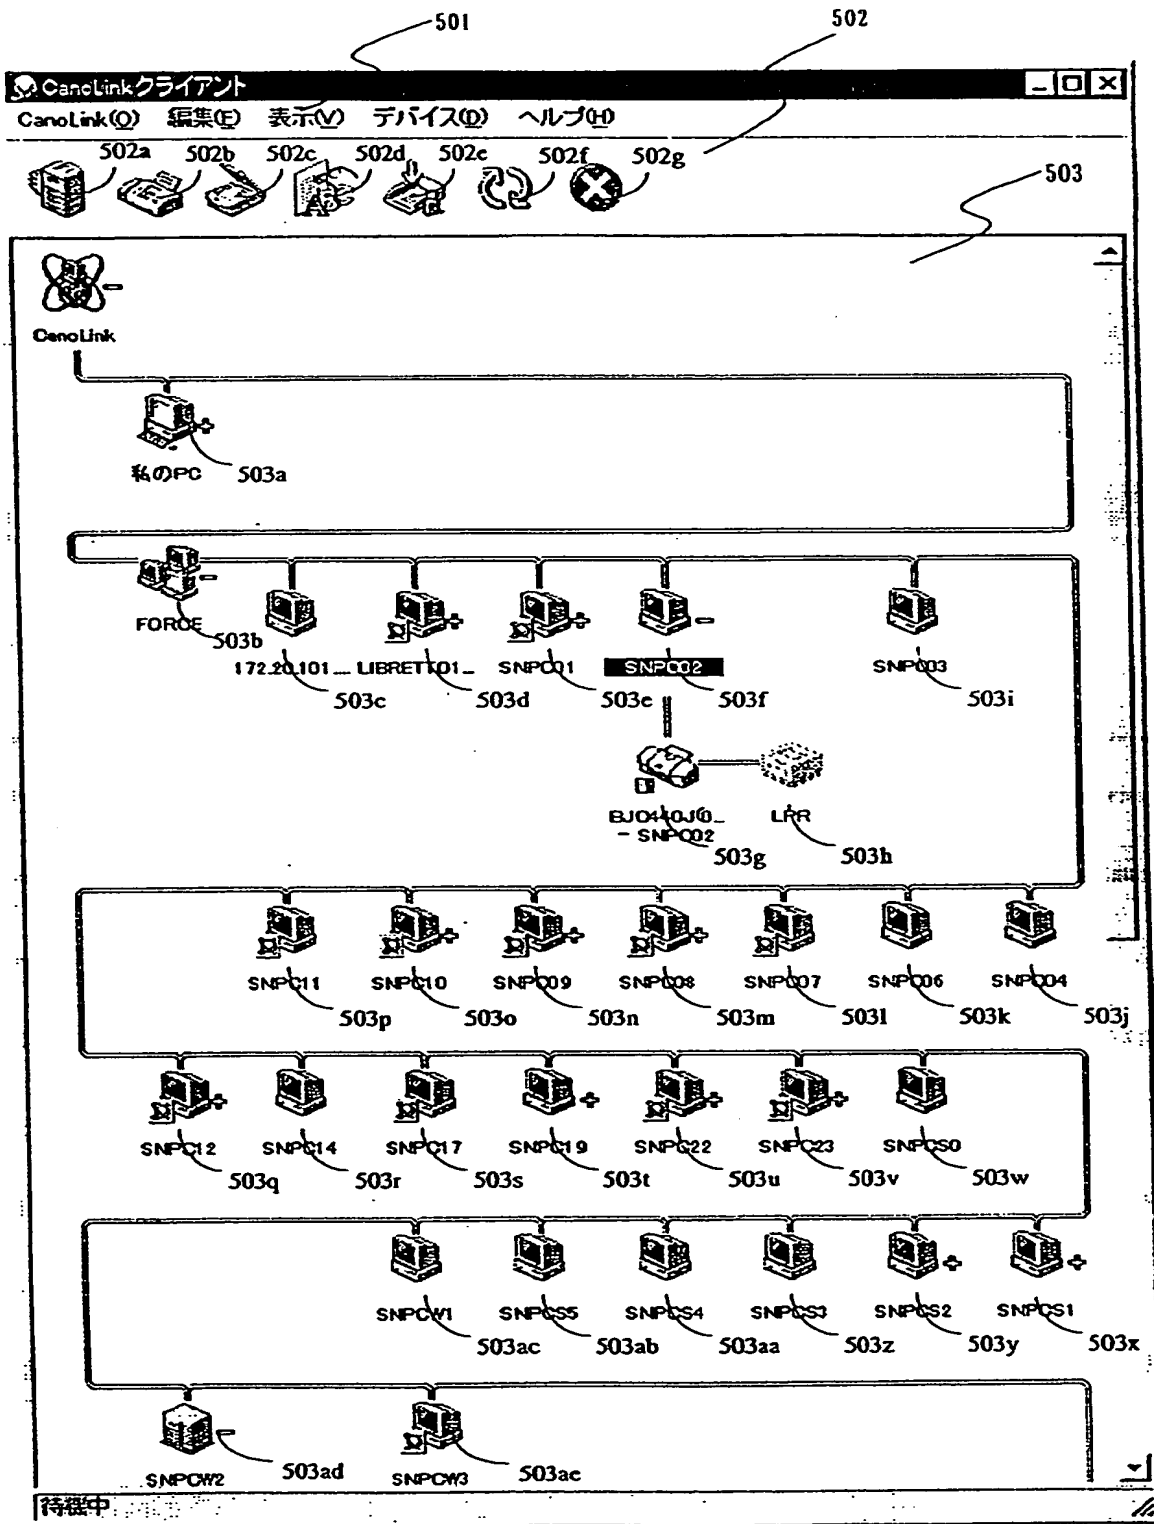 501
502
CanoLinkクライアント
CanoLink(O) 編集(E) 表示(V) デバイス(D) ヘルプ(H)
502a 502b 502c 502d 502e 502f 502g
503
CanoLink
私のPC 503a
FORCE 503b
172.20.101... LIBRETTO1... SNPC01 SNPC02 SNPC03
503c 503d 503e 503f 503i
LPR
- SNPC02
503g 503h
SNPC11 SNPC10 SNPC09 SNPC08 SNPC07 SNPC06 SNPC04
503p 503o 503n 503m 503l 503k 503j
SNPC12 SNPC14 SNPC17 SNPC19 SNPC22 SNPC23 SNPCS0
503q 503r 503s 503t 503u 503v 503w
SNPCW1 SNPCS5 SNPCS4 SNPCS3 SNPCS2 SNPCS1
503ac 503ab 503aa 503z 503y 503x
SNPCW2 503ad SNPCW3 503ae
待機中